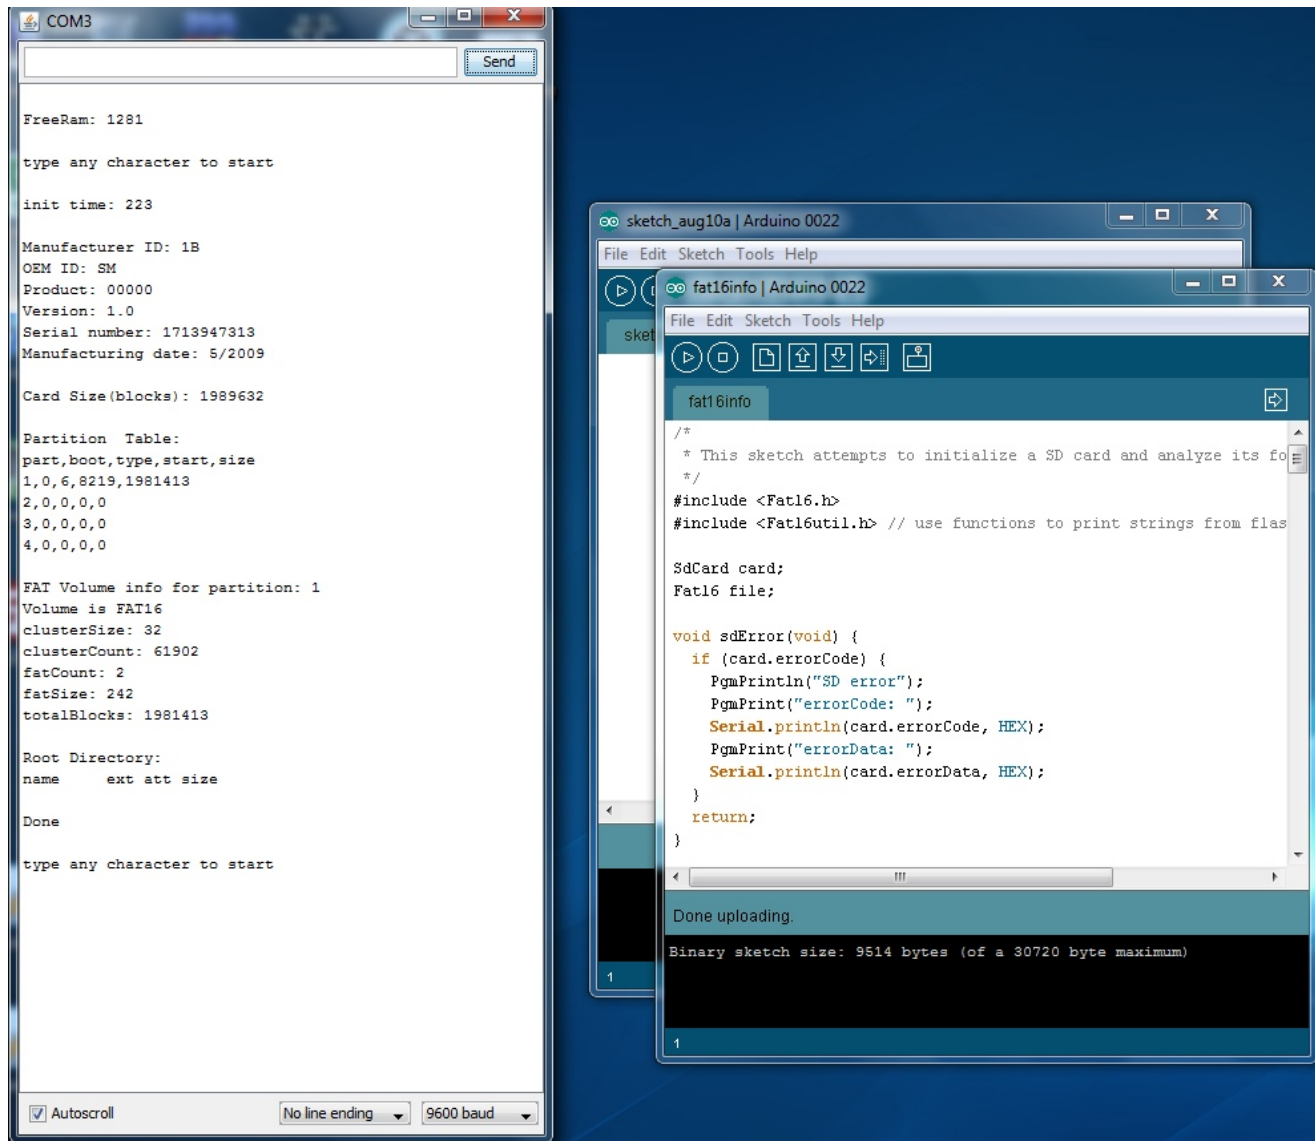 COM3
Send
FreeRam: 1281
type any character to start
init time: 223
Manufacturer ID: 1B
OEM ID: SM
Product: 00000
Version: 1.0
Serial number: 1713947313
Manufacturing date: 5/2009
Card Size(blocks): 1989632
Partition  Table:
part,boot,type,start,size
1,0,6,8219,1981413
2,0,0,0,0
3,0,0,0,0
4,0,0,0,0
FAT Volume info for partition: 1
Volume is FAT16
clusterSize: 32
clusterCount: 61902
fatCount: 2
fatSize: 242
totalBlocks: 1981413
Root Directory:
name     ext att size
Done
type any character to start
Autoscroll
No line ending
9600 baud
sketch_aug10a | Arduino 0022
File Edit Sketch Tools Help
sket
1
fat16info | Arduino 0022
File Edit Sketch Tools Help
fat16info
/*
 * This sketch attempts to initialize a SD card and analyze its fo
 */
#include <Fat16.h>
#include <Fat16util.h> // use functions to print strings from flas
SdCard card;
Fat16 file;
void sdError(void) {
  if (card.errorCode) {
    PgmPrintln("SD error");
    PgmPrint("errorCode: ");
    Serial.println(card.errorCode, HEX);
    PgmPrint("errorData: ");
    Serial.println(card.errorData, HEX);
  }
  return;
}
Done uploading.
Binary sketch size: 9514 bytes (of a 30720 byte maximum)
1